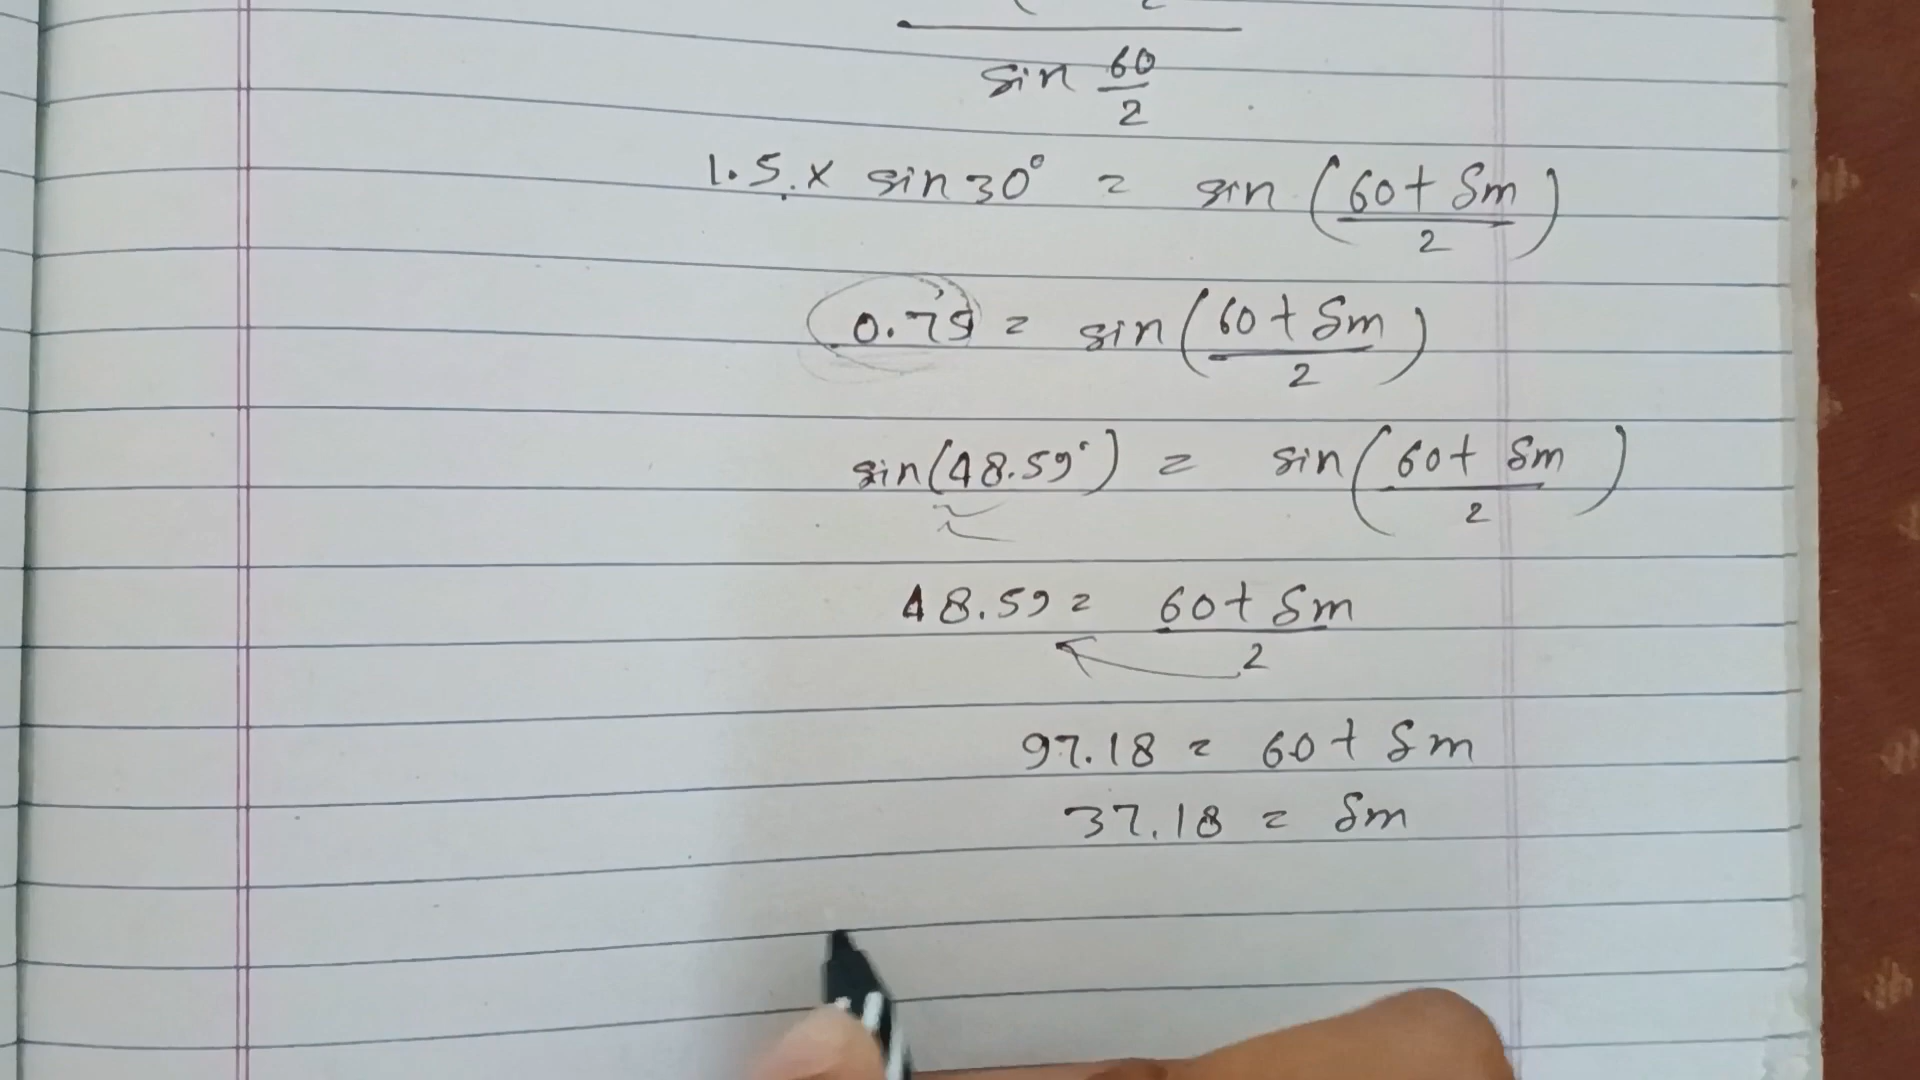 sin 60/2
1.5 x sin 30° = sin (60 + δm / 2)
0.75 = sin (60 + δm / 2)
sin (48.59°) = sin (60 + δm / 2)
48.59 = 60 + δm / 2
97.18 = 60 + δm
37.18 = δm